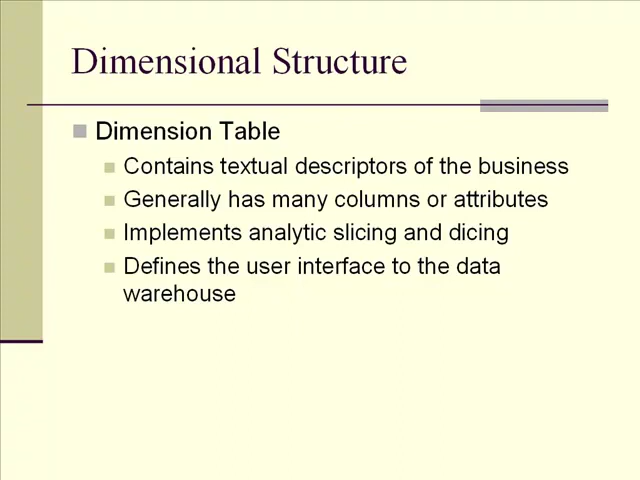 Dimensional Structure
Dimension Table
Contains textual descriptors of the business
Generally has many columns or attributes
Implements analytic slicing and dicing
Defines the user interface to the data
warehouse